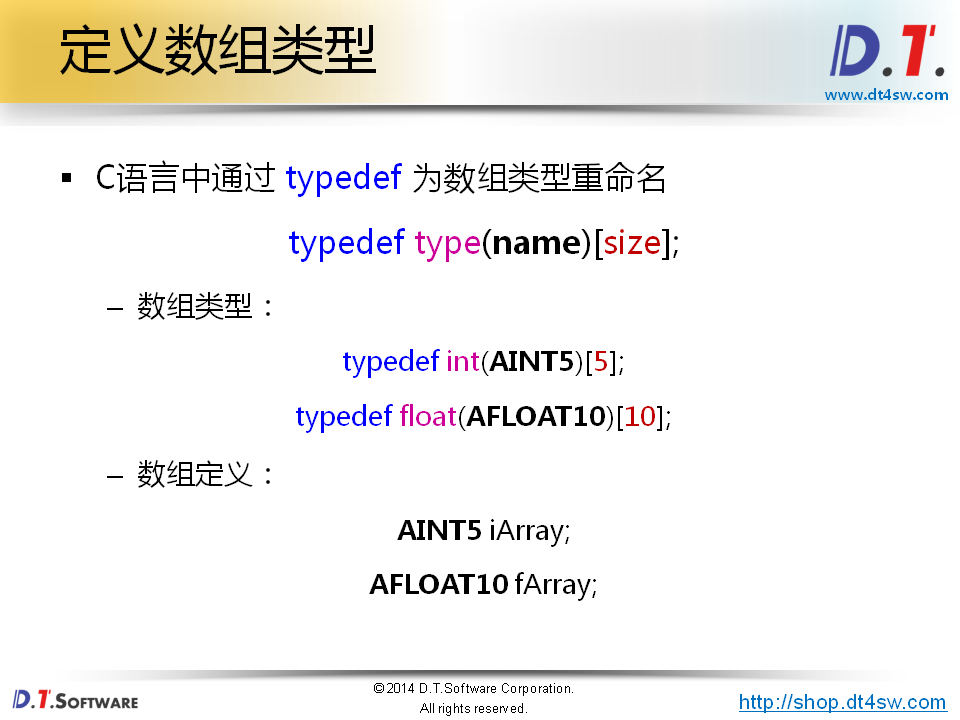 定义数组类型
D.T.
www.dt4sw.com
▪ C语言中通过 typedef 为数组类型重命名
typedef type(name)[size];
– 数组类型：
typedef int(AINT5)[5];
typedef float(AFLOAT10)[10];
– 数组定义：
AINT5 iArray;
AFLOAT10 fArray;
D.T.SOFTWARE
©2014 D.T.Software Corporation.
All rights reserved.
http://shop.dt4sw.com